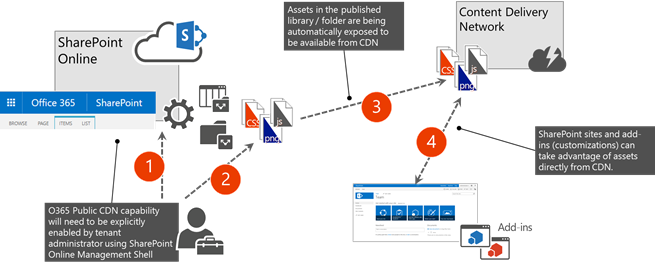 SharePoint
Online
Office 365
SharePoint
BROWSE PAGE ITEMS LIST
Assets in the published
library / folder are being
automatically exposed to
be available from CDN
Content Delivery
Network
css
js
png
css
js
png
1
2
3
4
SharePoint sites and add-
ins (customizations) can
take advantage of assets
directly from CDN.
O365 Public CDN capability
will need to be explicitly
enabled by tenant
administrator using SharePoint
Online Management Shell
Add-ins